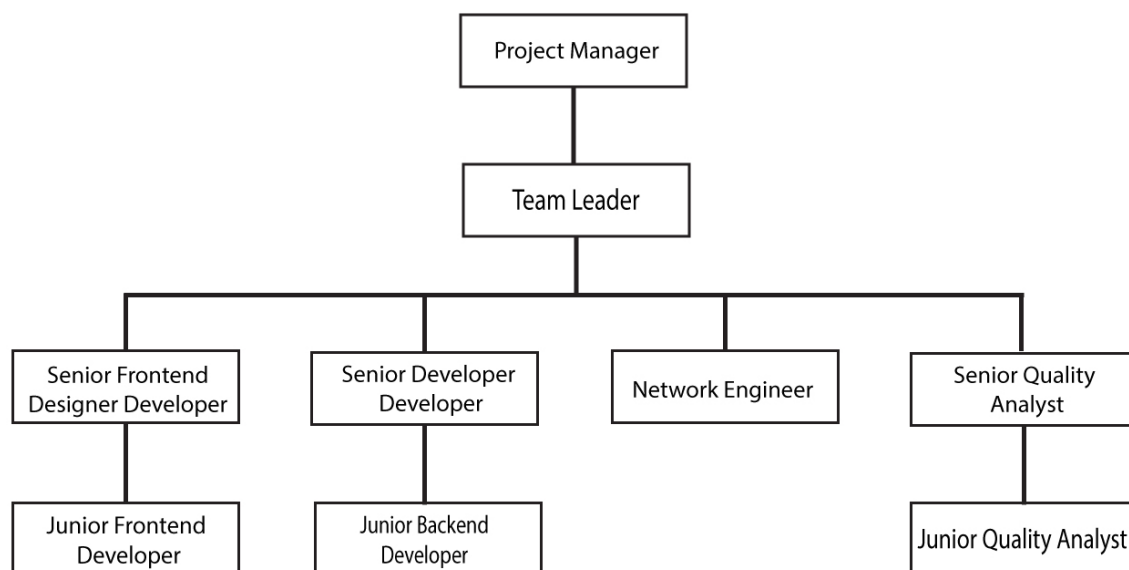 Project Manager
Team Leader
Senior Frontend
Designer Developer
Senior Developer
Developer
Network Engineer
Senior Quality
Analyst
Junior Frontend
Developer
Junior Backend
Developer
Junior Quality Analyst